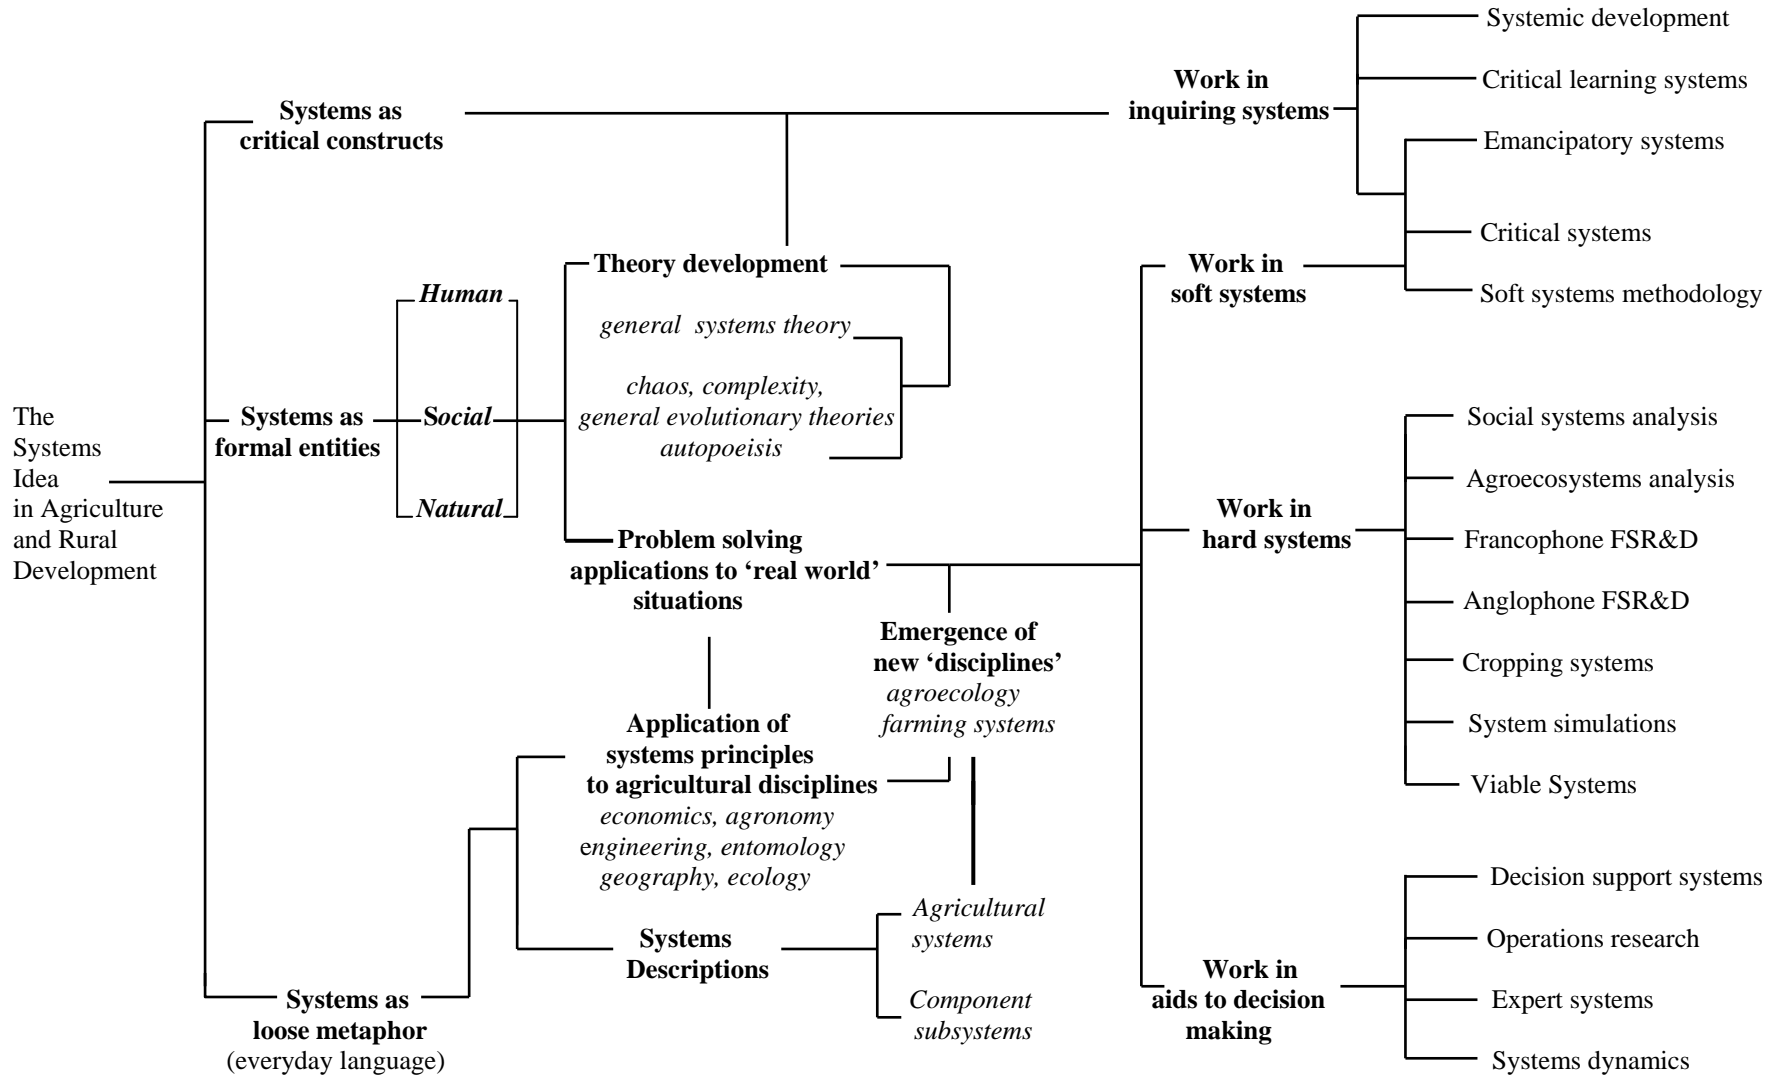 The
Systems
Idea
in Agriculture
and Rural
Development
Systems as
critical constructs
Systems as
formal entities
Systems as
loose metaphor
(everyday language)
Human
Social
Natural
Theory development
general systems theory
chaos, complexity,
general evolutionary theories
autopoeisis
Problem solving
applications to ‘real world’
situations
Application of
systems principles
to agricultural disciplines
economics, agronomy
engineering, entomology
geography, ecology
Systems
Descriptions
Emergence of
new ‘disciplines’
agroecology
farming systems
Agricultural
systems
Component
subsystems
Work in
inquiring systems
Work in
soft systems
Work in
hard systems
Work in
aids to decision
making
Systemic development
Critical learning systems
Emancipatory systems
Critical systems
Soft systems methodology
Social systems analysis
Agroecosystems analysis
Francophone FSR&D
Anglophone FSR&D
Cropping systems
System simulations
Viable Systems
Decision support systems
Operations research
Expert systems
Systems dynamics